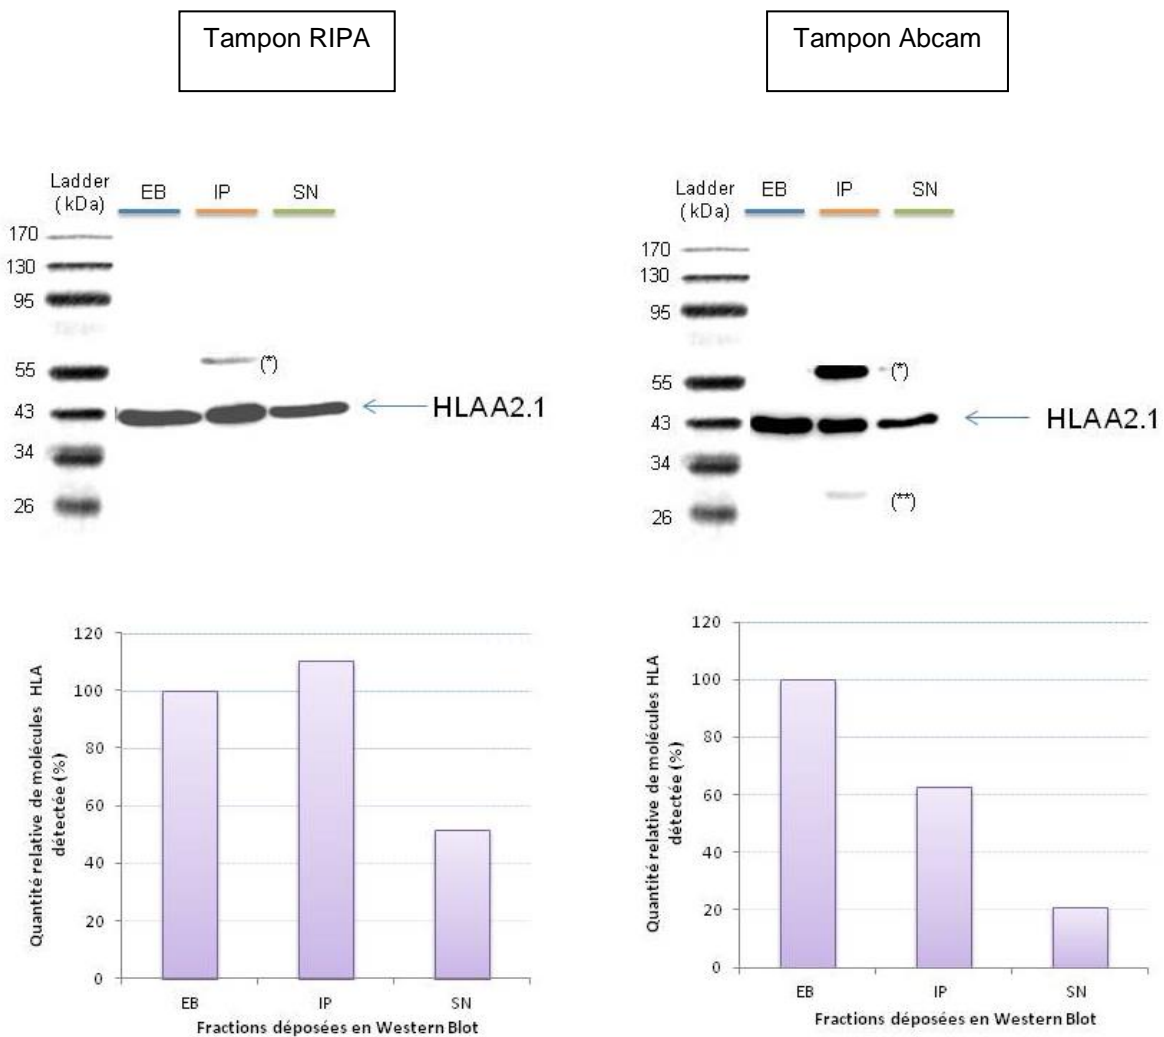 Tampon RIPA
Tampon Abcam
Ladder
(kDa)
EB
IP
SN
170
130
95
55
43
34
26
(*)
HLAA2.1
Ladder
(kDa)
EB
IP
SN
170
130
95
55
43
34
26
(*)
(**)
HLAA2.1
Quantité relative de molécules HLA
détectée (%)
120
100
80
60
40
20
0
EB
IP
SN
Fractions déposées en Western Blot
Quantité relative de molécules HLA
détectée (%)
120
100
80
60
40
20
0
EB
IP
SN
Fractions déposées en Western Blot